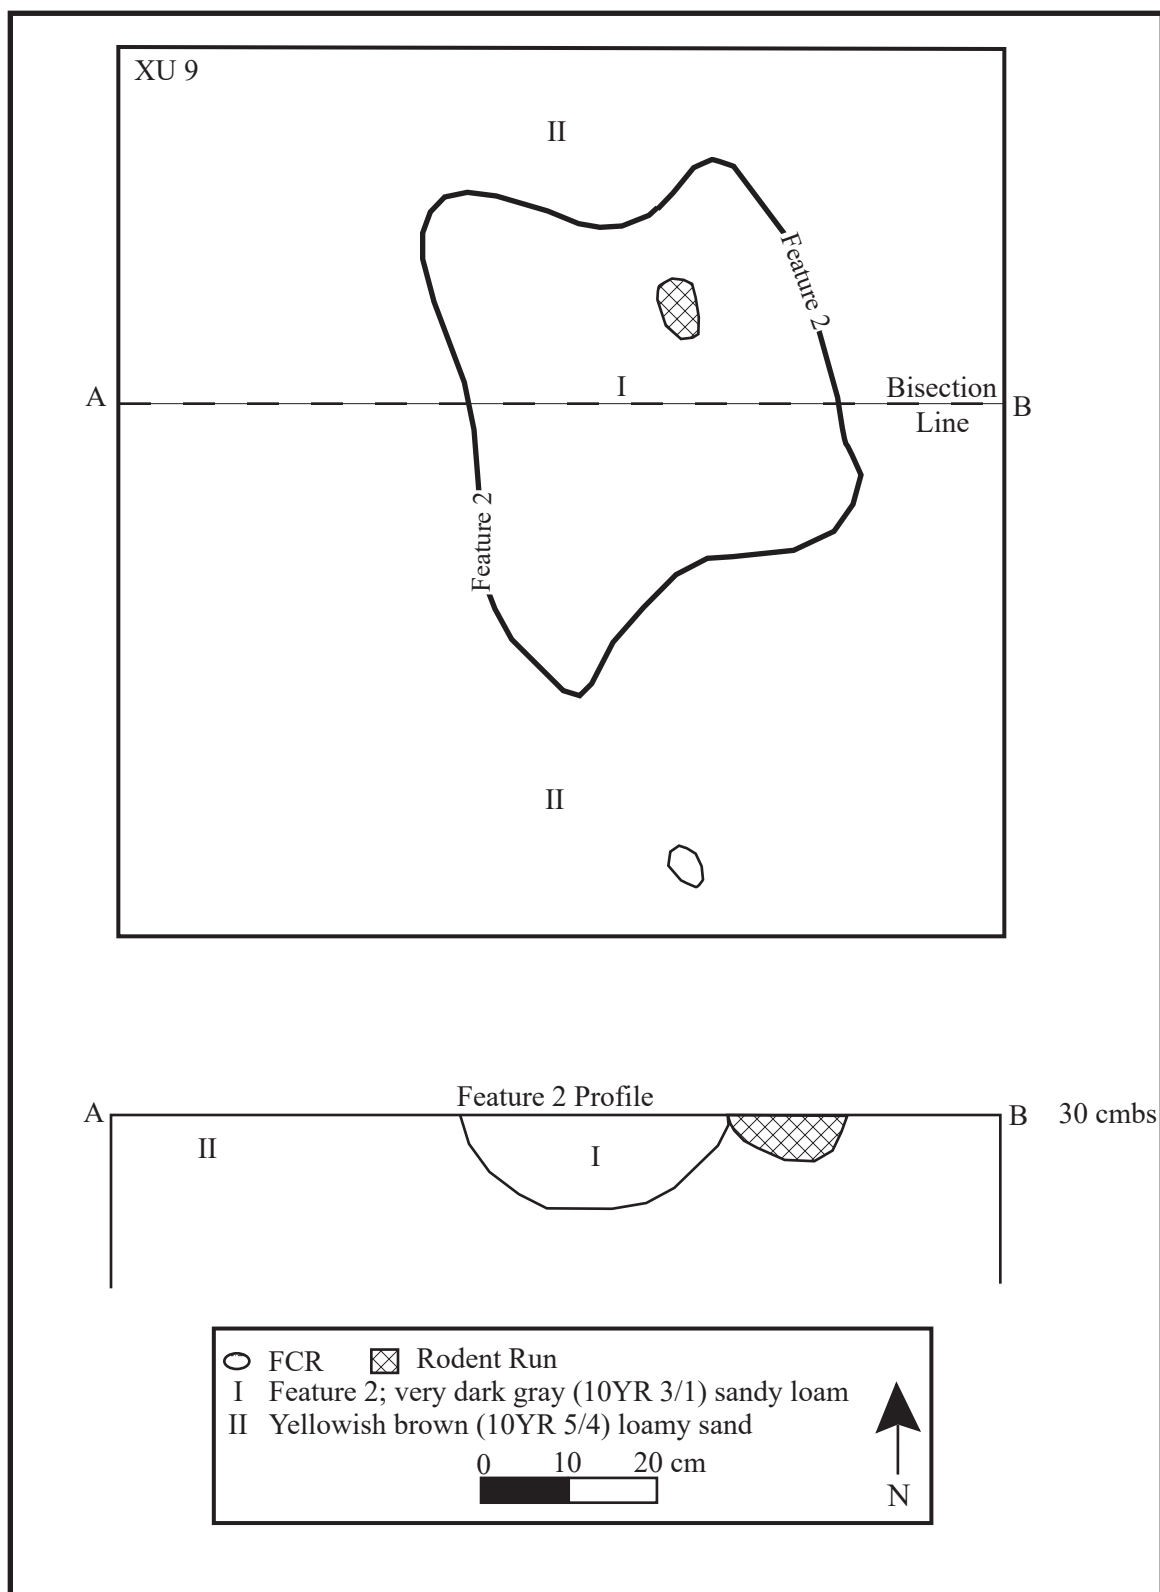 XU 9
II
Feature 2
I
A
Bisection
Line
B
Feature 2
II
Feature 2 Profile
A
B
30 cmbs
II
I
FCR
Rodent Run
I Feature 2; very dark gray (10YR 3/1) sandy loam
II Yellowish brown (10YR 5/4) loamy sand
0 10 20 cm
N